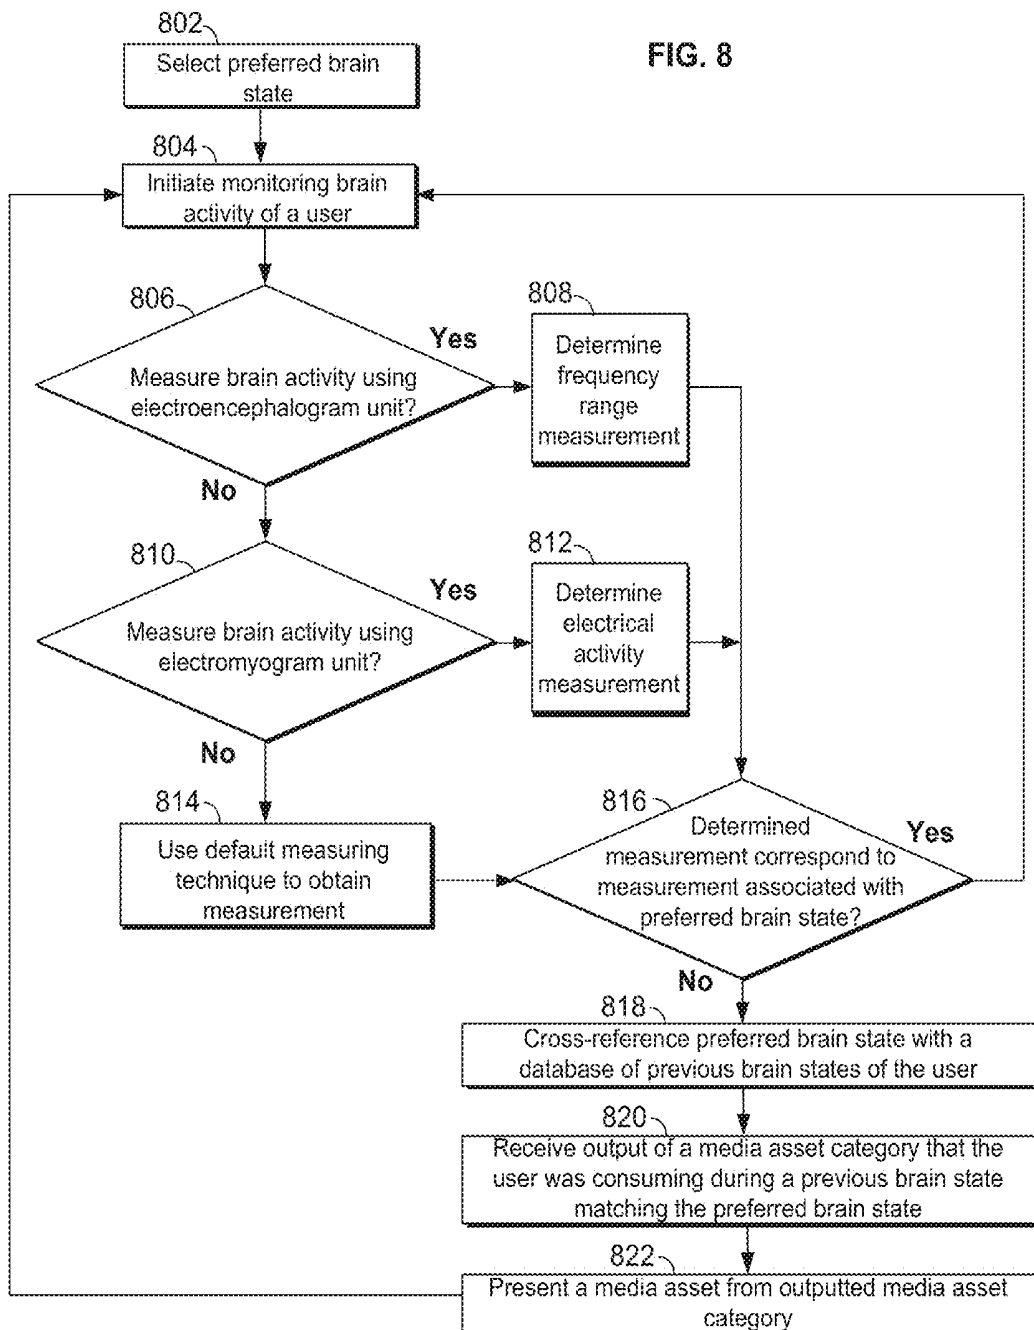 FIG. 8
802
Select preferred brain
state
804
Initiate monitoring brain
activity of a user
806
Measure brain activity using
electroencephalogram unit?
Yes
No
808
Determine
frequency
range
measurement
810
Measure brain activity using
electromyogram unit?
Yes
No
812
Determine
electrical
activity
measurement
814
Use default measuring
technique to obtain
measurement
816
Determined
measurement correspond to
measurement associated with
preferred brain state?
Yes
No
818
Cross-reference preferred brain state with a
database of previous brain states of the user
820
Receive output of a media asset category that the
user was consuming during a previous brain state
matching the preferred brain state
822
Present a media asset from outputted media asset
category